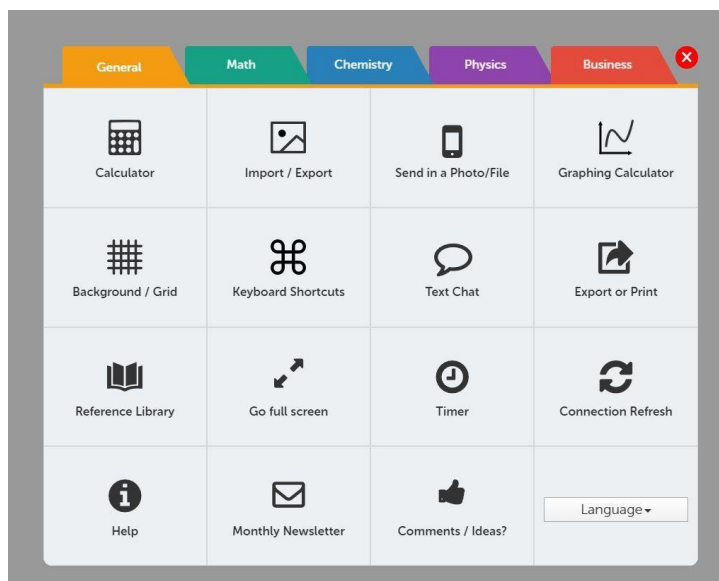 General Math Chemistry Physics Business
Calculator Import / Export Send in a Photo/File Graphing Calculator
Background / Grid Keyboard Shortcuts Text Chat Export or Print
Reference Library Go full screen Timer Connection Refresh
Help Monthly Newsletter Comments / Ideas? Language